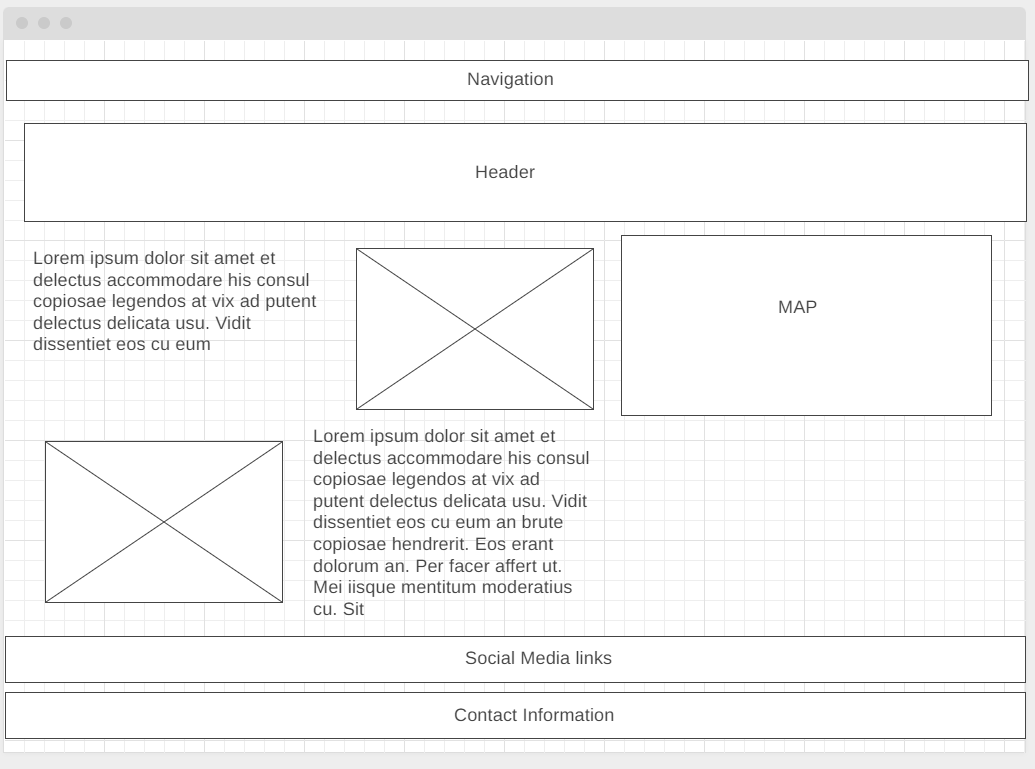 Navigation
Header
Lorem ipsum dolor sit amet et
delectus accommodare his consul
copiosae legendos at vix ad putent
delectus delicata usu. Vidit
dissentiet eos cu eum
MAP
Lorem ipsum dolor sit amet et
delectus accommodare his consul
copiosae legendos at vix ad
putent delectus delicata usu. Vidit
dissentiet eos cu eum an brute
copiosae hendrerit. Eos erant
dolorum an. Per facer affert ut.
Mei iisque mentitum moderatius
cu. Sit
Social Media links
Contact Information